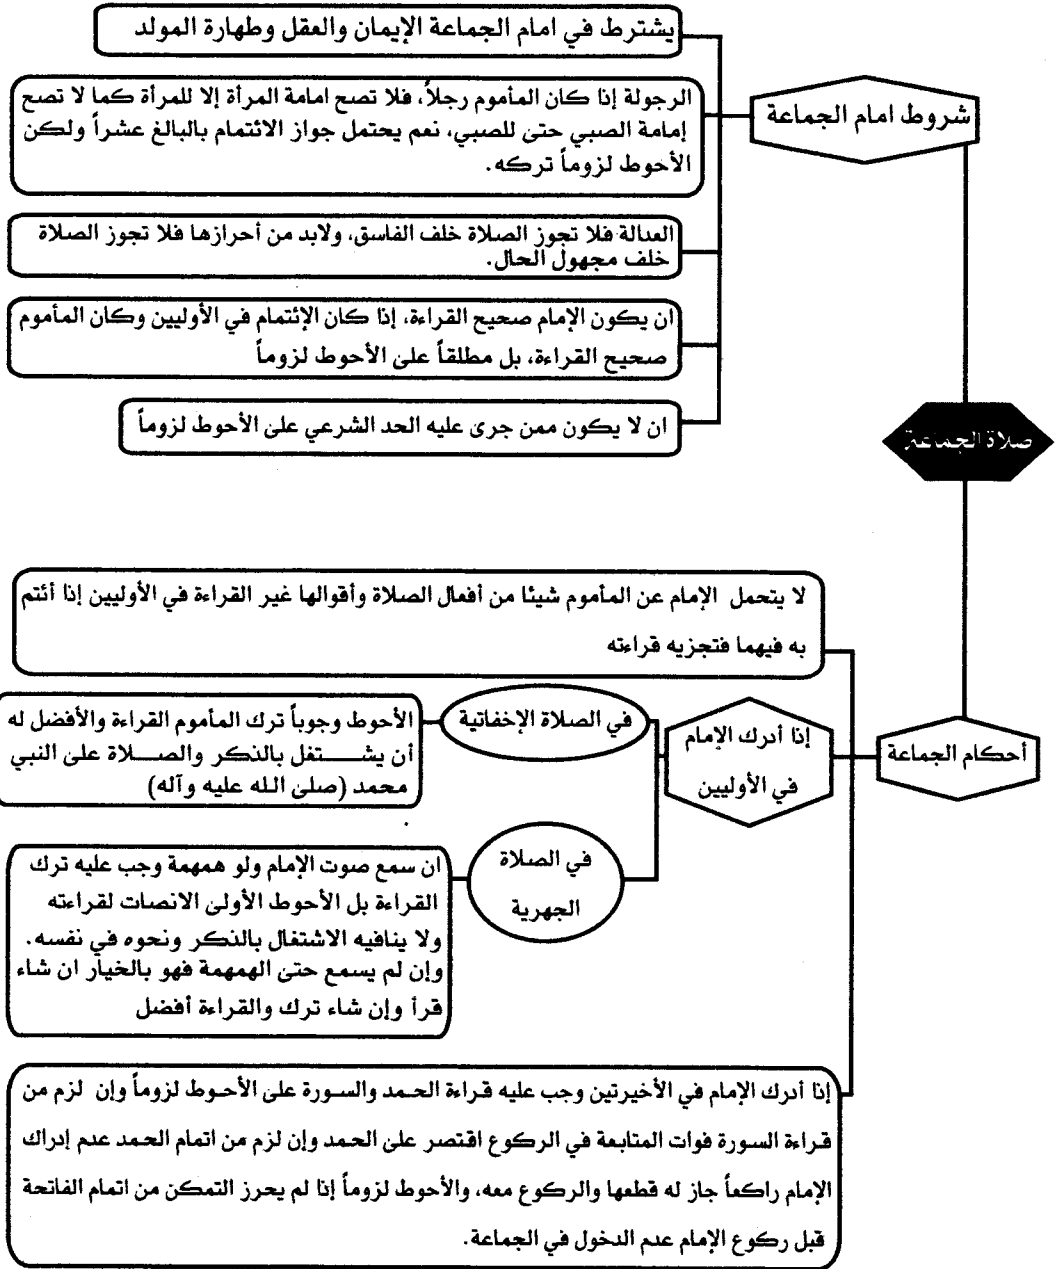 يشترط في امام الجماعة الإيمان والعقل وطهارة المولد
شروط امام الجماعة
الرجولة إذا كان المأموم رجلاً، فلا تصح امامة المرأة إلا للمرأة كما لا تصح
إمامة الصبي حتى للصبي، نعم يحتمل جواز الائتمام بالبالغ عشراً ولكن
الأحوط لزوماً تركه.
العدالة فلا تجوز الصلاة خلف الفاسق، ولابد من أحرازها فلا تجوز الصلاة
خلف مجهول الحال.
ان يكون الإمام صحيح القراءة، إذا كان الإئتمام في الأوليين وكان المأموم
صحيح القراءة، بل مطلقاً على الأحوط لزوماً
ان لا يكون ممن جرى عليه الحد الشرعي على الأحوط لزوماً
صلاة الجماعة
لا يتحمل الإمام عن المأموم شيئا من أفعال الصلاة وأقوالها غير القراءة في الأوليين إذا أئتم
به فيهما فتجزيه قراءته
أحكام الجماعة
إذا أدرك الإمام
في الأوليين
في الصلاة الإخفاتية
الأحوط وجوباً ترك المأموم القراءة والأفضل له
أن يشـــــتغل بالذكر والصـــلاة على النبي
محمد (صلى الله عليه وآله)
في الصلاة
الجهرية
ان سمع صوت الإمام ولو همهمة وجب عليه ترك
القراءة بل الأحوط الأولى الانصات لقراءته
ولا ينافيه الاشتغال بالذكر ونحوه في نفسه.
وإن لم يسمع حتى الهمهمة فهو بالخيار ان شاء
قرأ وإن شاء ترك والقراءة أفضل
إذا أدرك الإمام في الأخيرتين وجب عليه قراءة الحمد والسورة على الأحوط لزوماً وإن لزم من
قراءة السورة فوات المتابعة في الركوع اقتصر على الحمد وإن لزم من اتمام الحمد عدم إدراك
الإمام راكعاً جاز له قطعها والركوع معه، والأحوط لزوماً إذا لم يحرز التمكن من اتمام الفاتحة
قبل ركوع الإمام عدم الدخول في الجماعة.